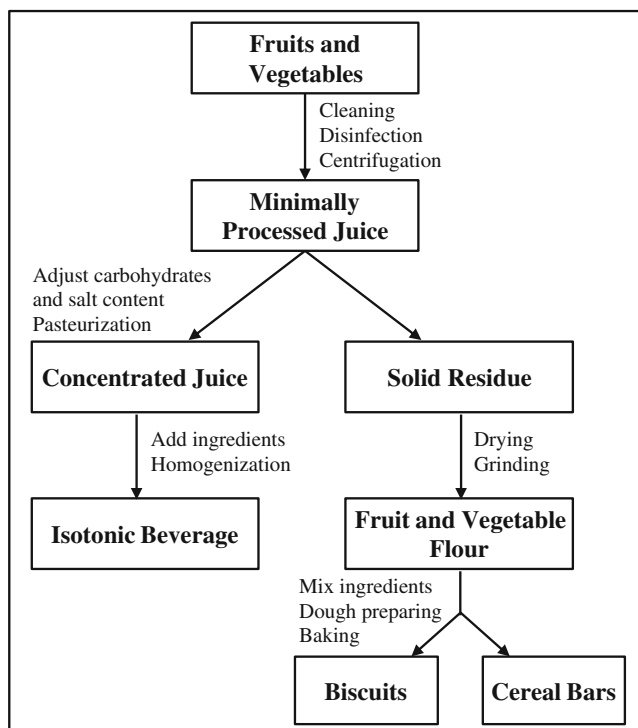 Fruits and
Vegetables
Cleaning
Disinfection
Centrifugation
Minimally
Processed Juice
Adjust carbohydrates
and salt content
Pasteurization
Concentrated Juice
Solid Residue
Add ingredients
Homogenization
Drying
Grinding
Isotonic Beverage
Fruit and Vegetable
Flour
Mix ingredients
Dough preparing
Baking
Biscuits
Cereal Bars